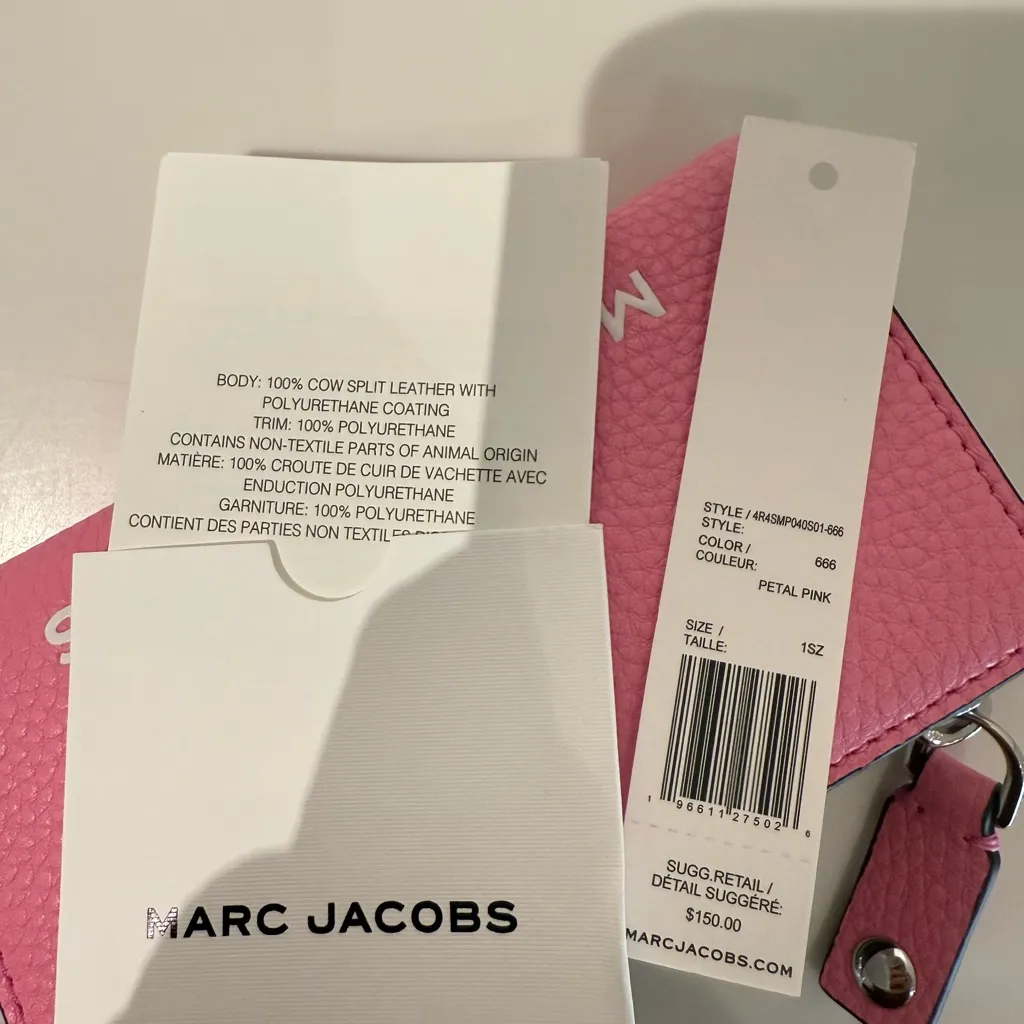 BODY: 100% COW SPLIT LEATHER WITH
POLYURETHANE COATING
TRIM: 100% POLYURETHANE
CONTAINS NON-TEXTILE PARTS OF ANIMAL ORIGIN
MATIÈRE: 100% CROUTE DE CUIR DE VACHETTE AVEC
ENDUCTION POLYURETHANE
GARNITURE: 100% POLYURETHANE
CONTIENT DES PARTIES NON
MARC JACOBS
M
STYLE / 4R4SMP040S01-666
STYLE:
COLOR / 666
COULEUR:
PETAL PINK
SIZE /
TAILLE: 1SZ
1 96611 27502 6
SUGG.RETAIL /
DÉTAIL SUGGÉRÉ:
$150.00
MARCJACOBS.COM